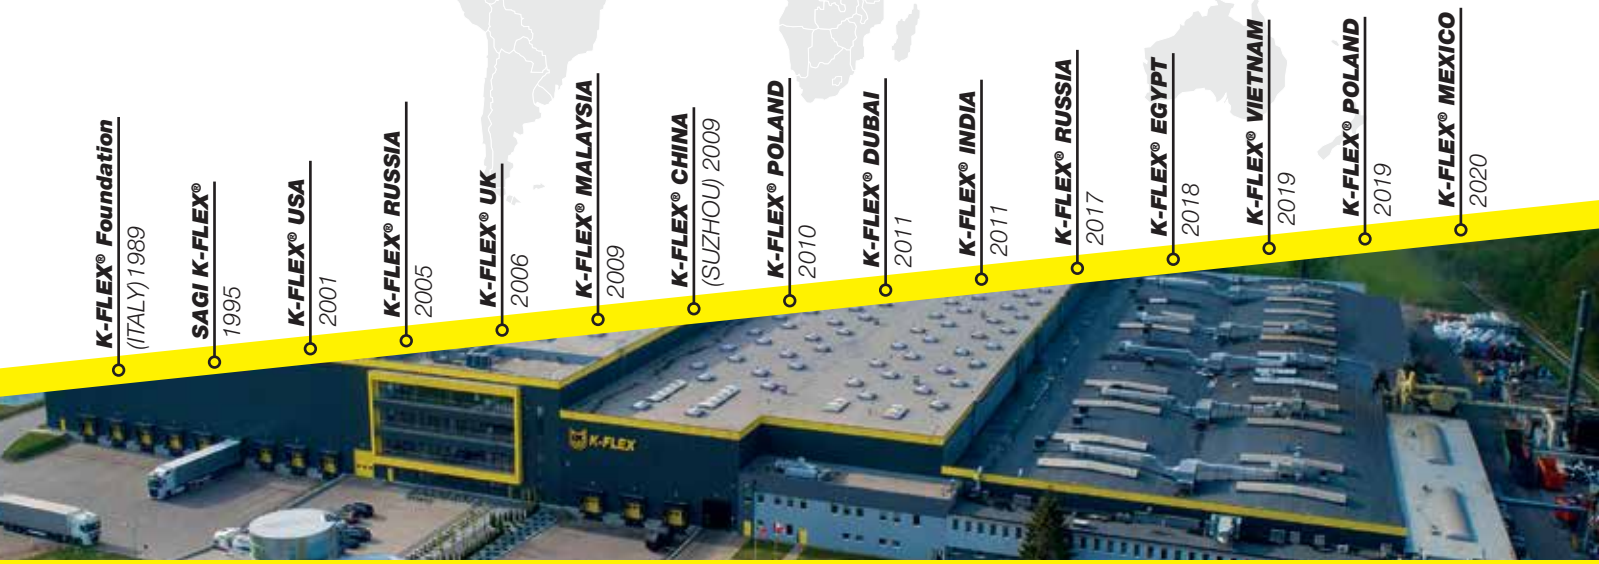 K-FLEX® Foundation
(ITALY) 1989
SAGI K-FLEX®
1995
K-FLEX® USA
2001
K-FLEX® RUSSIA
2005
K-FLEX® UK
2006
K-FLEX® MALAYSIA
2009
K-FLEX® CHINA
(SUZHOU) 2009
K-FLEX® POLAND
2010
K-FLEX® DUBAI
2011
K-FLEX® INDIA
2011
K-FLEX® RUSSIA
2017
K-FLEX® EGYPT
2018
K-FLEX® VIETNAM
2019
K-FLEX® POLAND
2019
K-FLEX® MEXICO
2020
K-FLEX